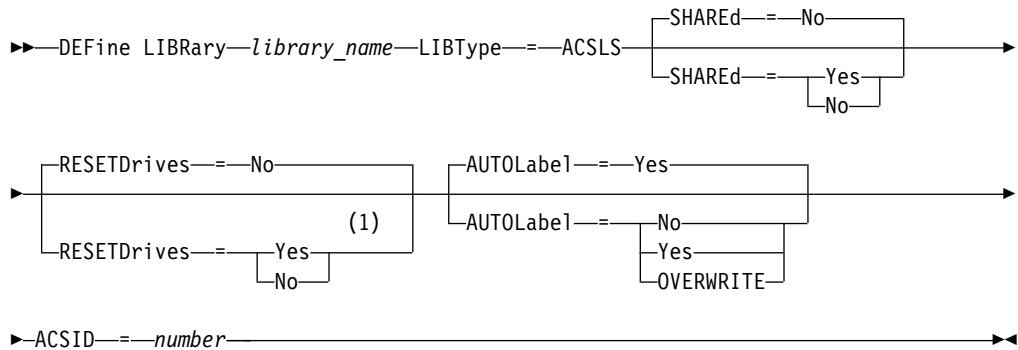 SHAREd = No
DEFine LIBRary library_name LIBType = ACSLS
SHAREd = Yes
No
RESETDrives = No
AUTOLabel = Yes
(1)
RESETDrives = Yes
No
AUTOLabel = No
Yes
OVERWRITE
ACSID = number